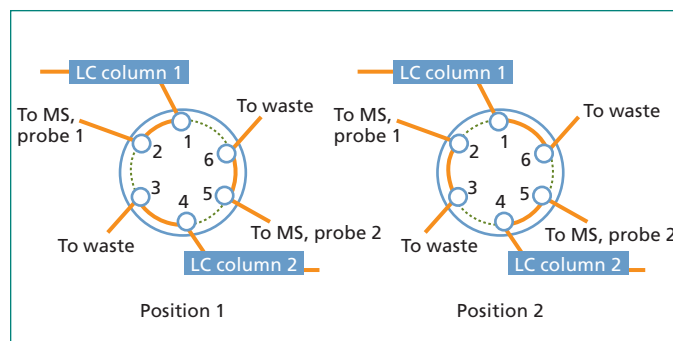 LC column 1
To MS,
probe 1
To waste
1
2
6
3
5
4
To waste
To MS, probe 2
LC column 2
Position 1
LC column 1
To MS,
probe 1
To waste
1
2
6
3
5
4
To waste
To MS, probe 2
LC column 2
Position 2